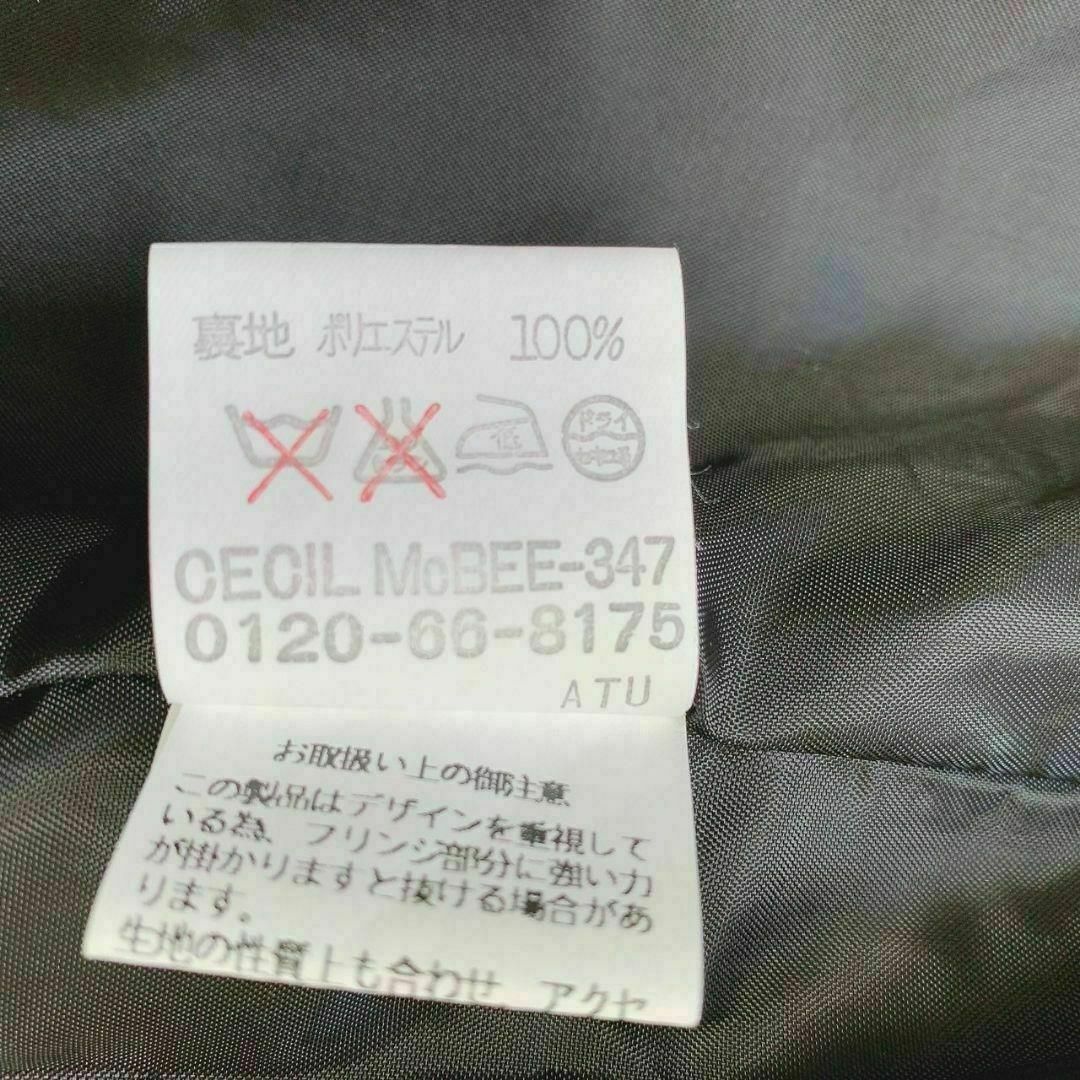 裏地 ポリエステル 100%
低 ドライ
CECIL McBEE-347
0120-66-8175
ATU
お取扱い上の御注意
この製品はデザインを重視して
いる為、フリンジ部分に強い力
が掛かりますと抜ける場合があ
ります。
生地の性質上も合わせ、アクセ